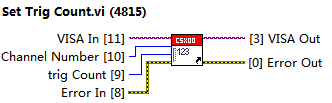 Set Trig Count.vi (4815)
VISA In [11]
Channel Number [10]
trig Count [9]
Error In [8]
CSX00
123
[3] VISA Out
[0] Error Out